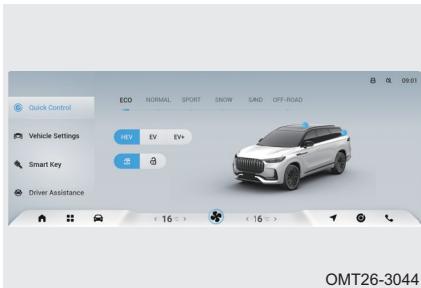 09:01
ECO NORMAL SPORT SNOW SAND OFF-ROAD
Quick Control
HEV EV EV+
Vehicle Settings
Smart Key
Driver Assistance
< 16 °C > < 16 °C >
OMT26-3044